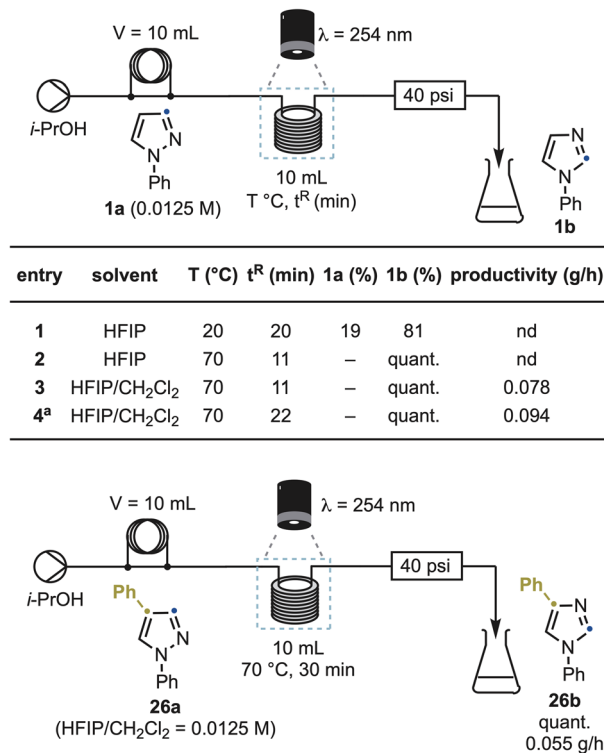 V = 10 mL
λ = 254 nm
40 psi
i-PrOH
N
N
Ph
1a (0.0125 M)
10 mL
T °C, tᴿ (min)
N
N
Ph
1b
entry solvent T (°C) tᴿ (min) 1a (%) 1b (%) productivity (g/h)
1 HFIP 20 20 19 81 nd
2 HFIP 70 11 – quant. nd
3 HFIP/CH₂Cl₂ 70 11 – quant. 0.078
4ᵃ HFIP/CH₂Cl₂ 70 22 – quant. 0.094
V = 10 mL
λ = 254 nm
40 psi
i-PrOH
Ph
N
N
Ph
26a
(HFIP/CH₂Cl₂ = 0.0125 M)
10 mL
70 °C, 30 min
Ph
N
N
Ph
26b
quant.
0.055 g/h